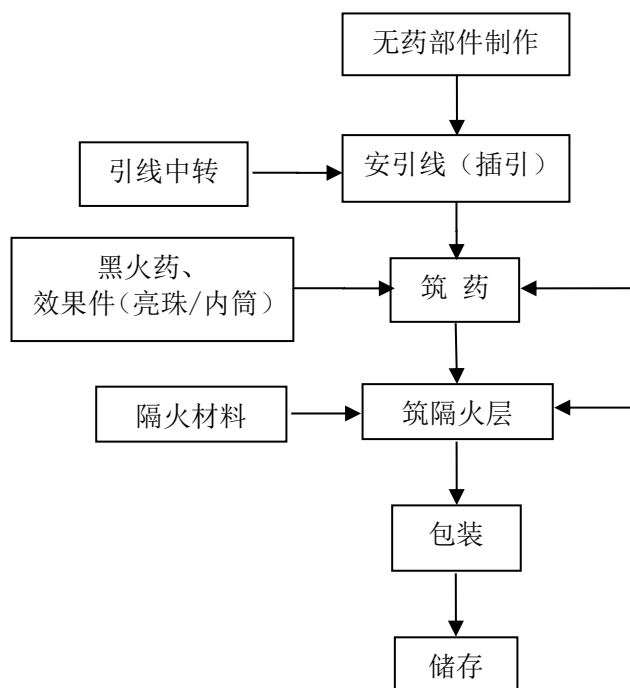 无药部件制作
引线中转
安引线（插引）
黑火药、
效果件（亮珠/内筒）
筑 药
隔火材料
筑隔火层
包装
储存